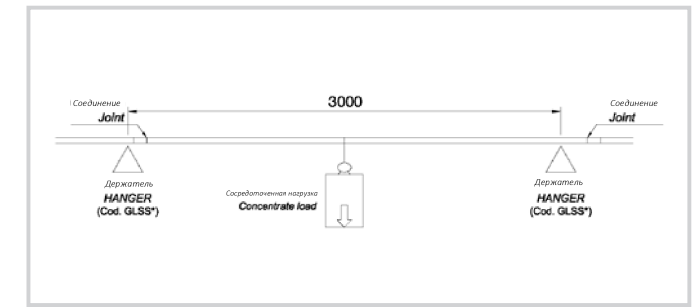 3000
Соединение
Joint
Соединение
Joint
Держатель
HANGER
(Cod. GLSS*)
Сосредоточенная нагрузка
Concentrate load
Держатель
HANGER
(Cod. GLSS*)